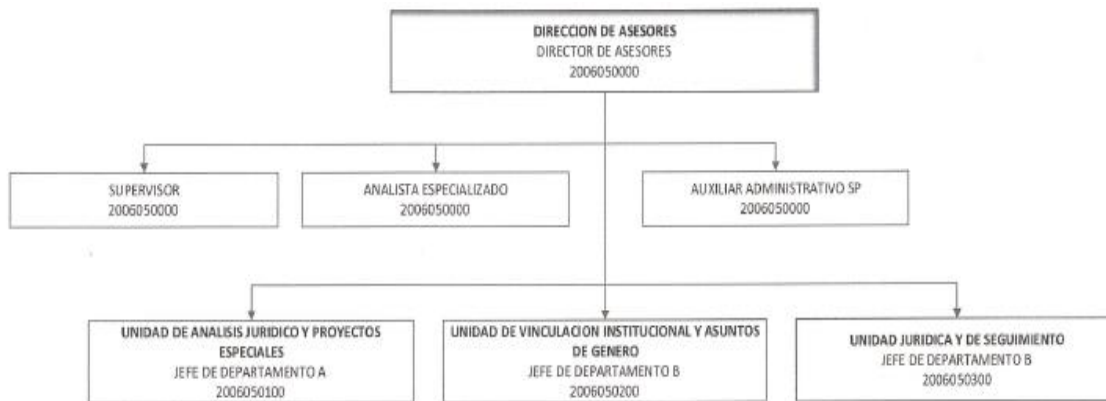 DIRECCION DE ASESORES
DIRECTOR DE ASESORES
2006050000
SUPERVISOR
2006050000
ANALISTA ESPECIALIZADO
2006050000
AUXILIAR ADMINISTRATIVO SP
2006050000
UNIDAD DE ANALISIS JURIDICO Y PROYECTOS
ESPECIALES
JEFE DE DEPARTAMENTO A
2006050100
UNIDAD DE VINCULACION INSTITUCIONAL Y ASUNTOS
DE GENERO
JEFE DE DEPARTAMENTO B
2006050200
UNIDAD JURIDICA Y DE SEGUIMIENTO
JEFE DE DEPARTAMENTO B
2006050300